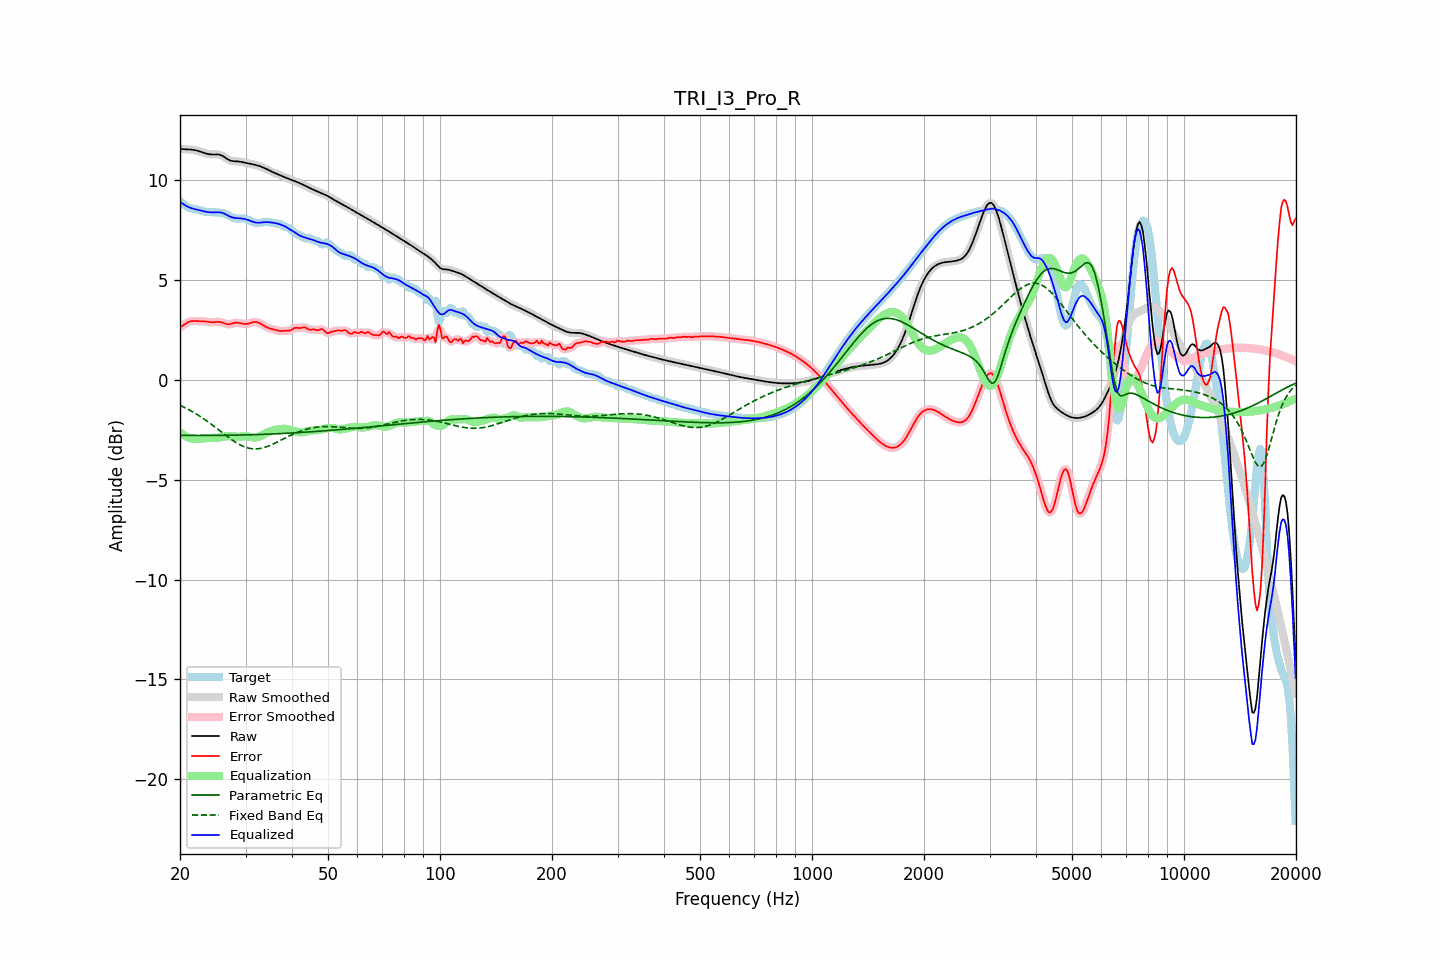 TRI_I3_Pro_R
Amplitude (dBr)
10
5
0
−5
−10
−15
−20
Target
Raw Smoothed
Error Smoothed
Raw
Error
Equalization
Parametric Eq
Fixed Band Eq
Equalized
20 50 100 200 500 1000 2000 5000 10000 20000
Frequency (Hz)